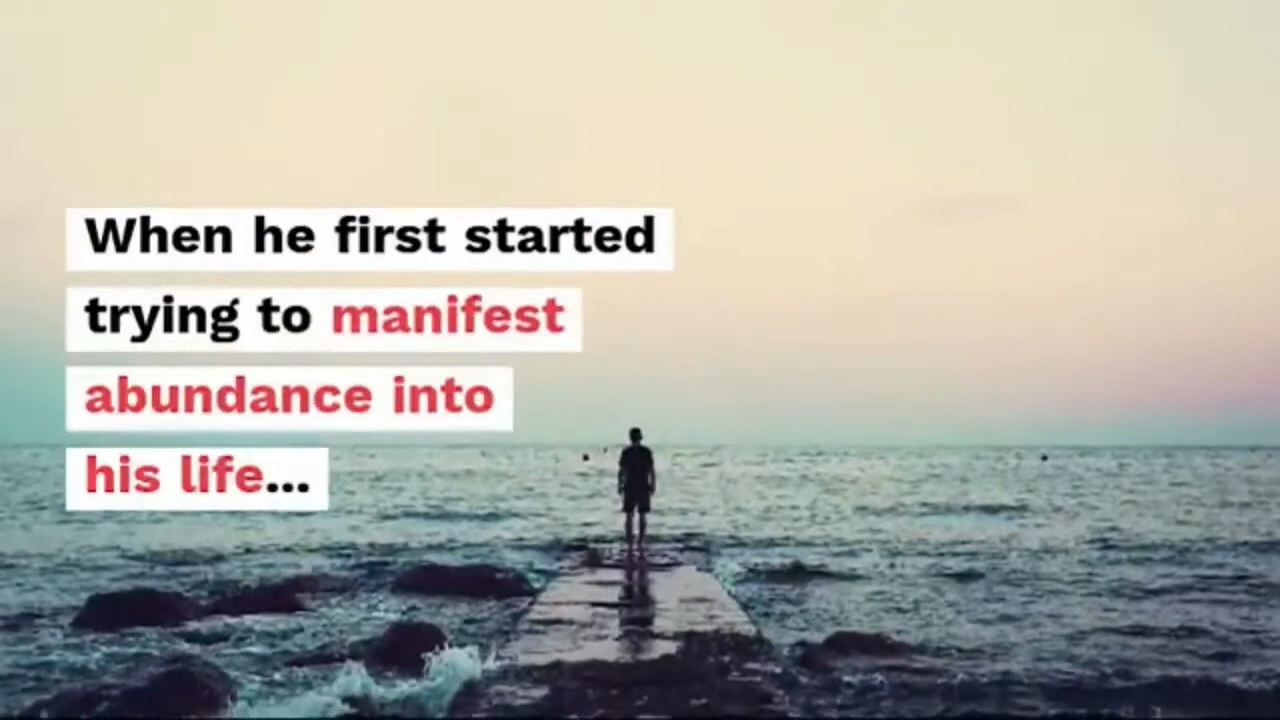 When he first started
trying to manifest
abundance into
his life...